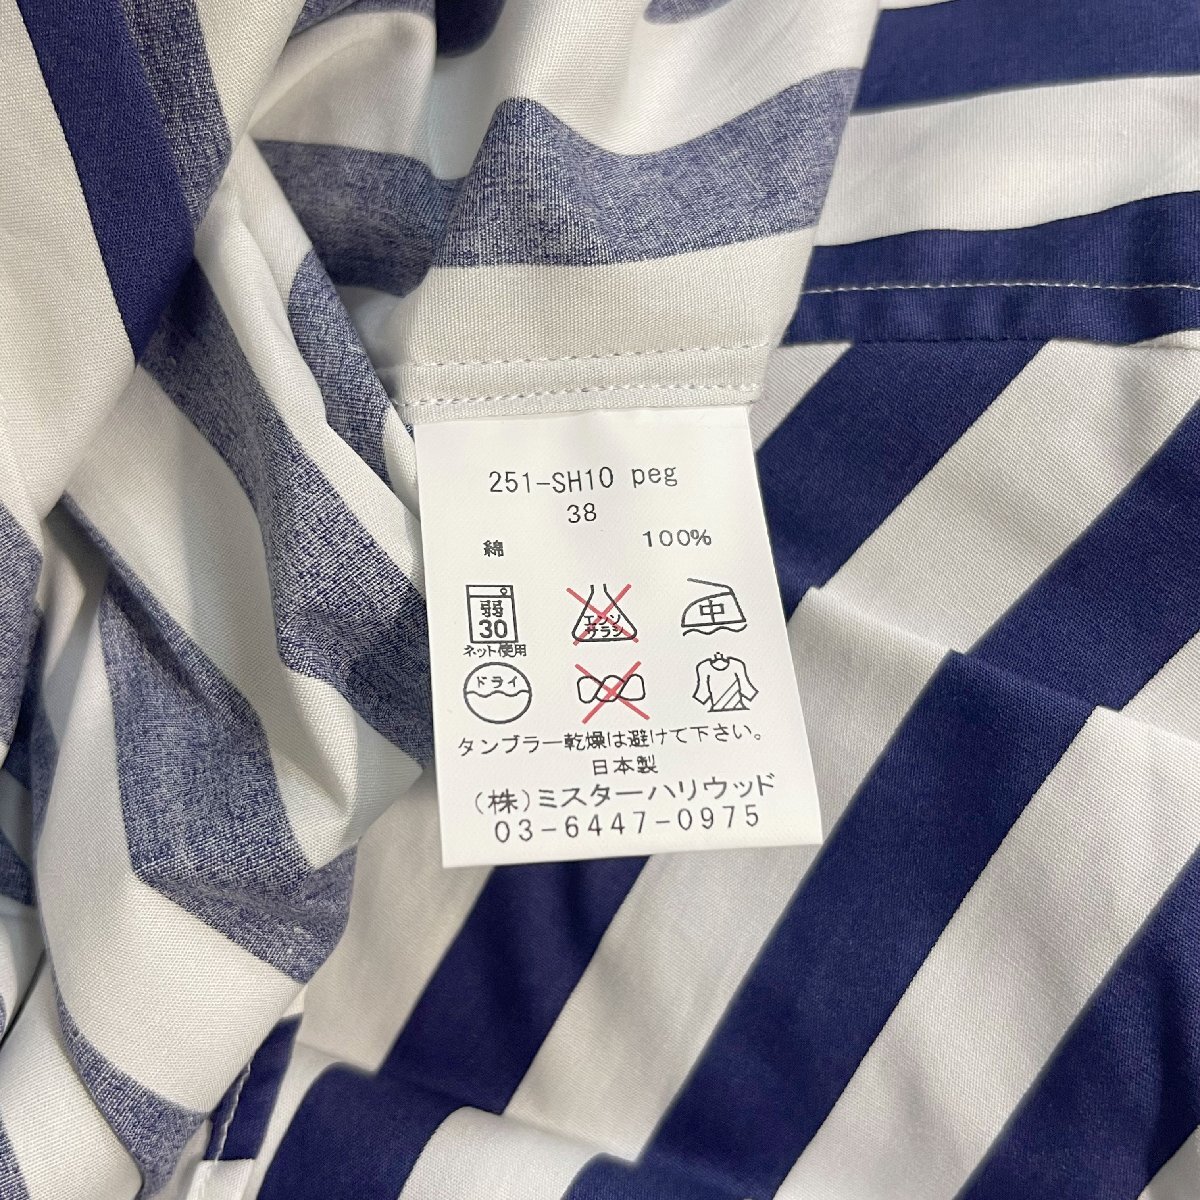 251-SH10 peg
38
綿 100%
弱
30
ネット使用
エンソ
サラシ
中
ドライ
タンブラー乾燥は避けて下さい。
日本製
(株)ミスターハリウッド
03-6447-0975